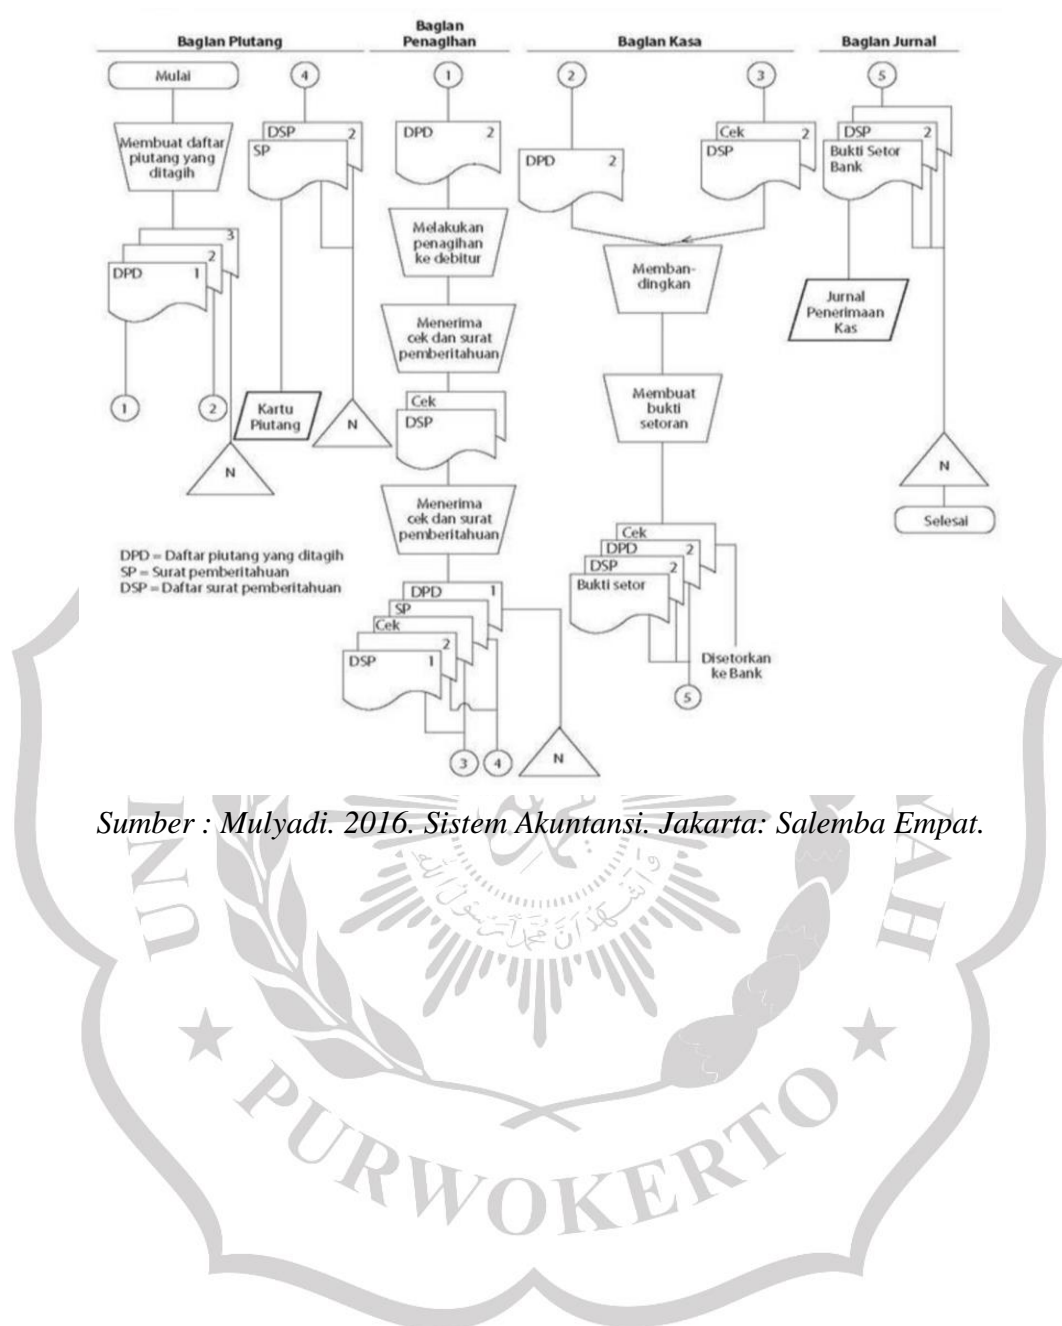 Bagian Piutang
Mulai
Membuat daftar
piutang yang
ditagih
3
2
DPD 1
1
2
N
4
DSP 2
SP
Kartu
Piutang
N
DPD = Daftar piutang yang ditagih
SP = Surat pemberitahuan
DSP = Daftar surat pemberitahuan
Bagian
Penagihan
1
DPD 2
Melakukan
penagihan
ke debitur
Menerima
cek dan surat
pemberitahuan
Cek
DSP
Menerima
cek dan surat
pemberitahuan
DPD 1
SP
Cek
2
DSP 1
3
4
N
Bagian Kasa
2
3
DPD 2
Cek 2
DSP
Memban-
dingkan
Membuat
bukti
setoran
Cek
DPD 2
DSP 2
Bukti setor
Disetorkan
ke Bank
5
Bagian Jurnal
5
DSP 2
Bukti Setor
Bank
Jurnal
Penerimaan
Kas
N
Selesai
Sumber : Mulyadi. 2016. Sistem Akuntansi. Jakarta: Salemba Empat.
PURWOKERTO